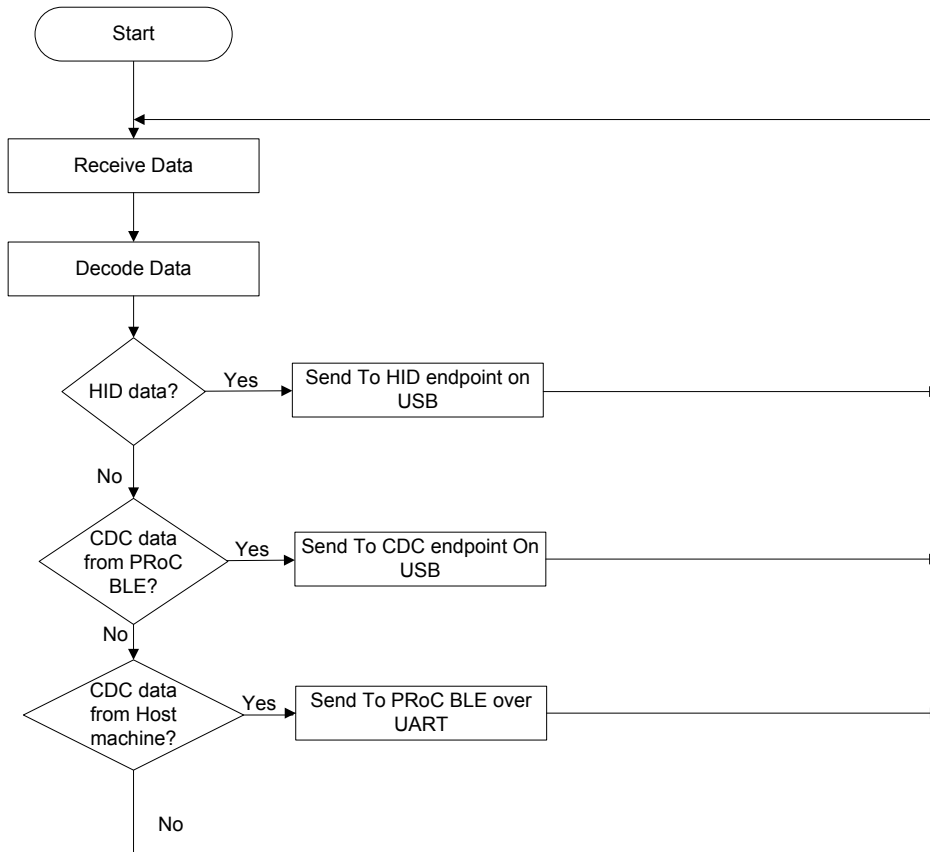 Start
Receive Data
Decode Data
HID data?
Yes
Send To HID endpoint on
USB
No
CDC data
from PRoC
BLE?
Yes
Send To CDC endpoint On
USB
No
CDC data
from Host
machine?
Yes
Send To PRoC BLE over
UART
No